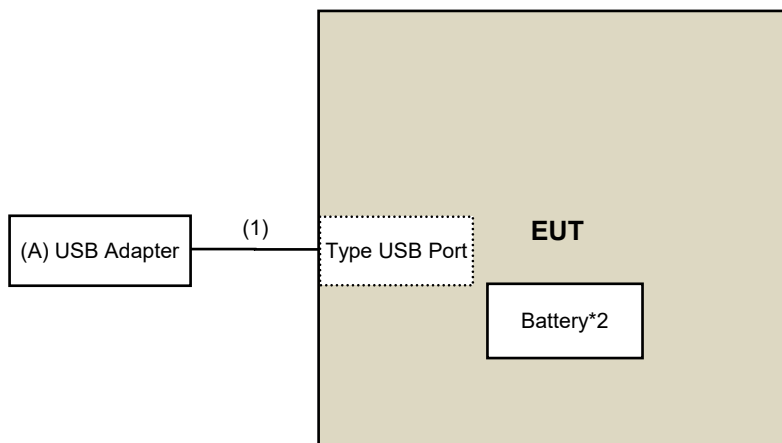 (1)
(A) USB Adapter
Type USB Port
EUT
Battery*2